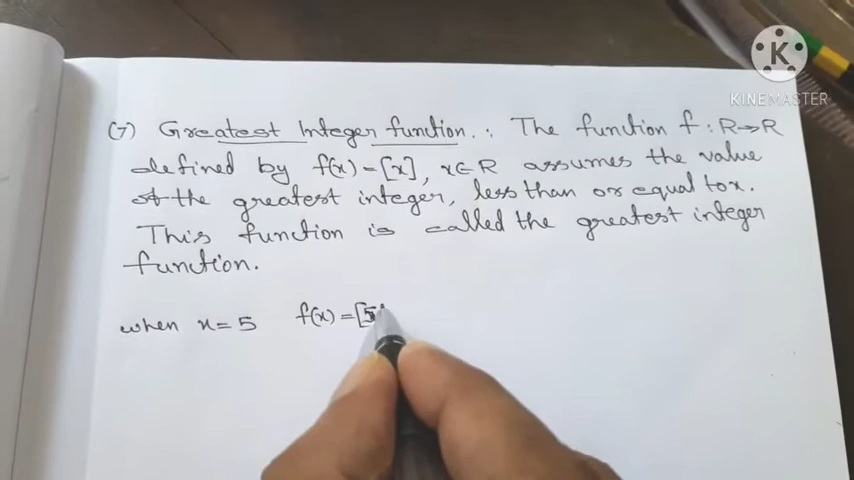 (7) Greatest Integer function. : The function f : R→R
defined by f(x) = [x], x∈R assumes the value
of the greatest integer, less than or equal to x.
This function is called the greatest integer
function.
when x = 5 f(x) = [5]
KINEMASTER